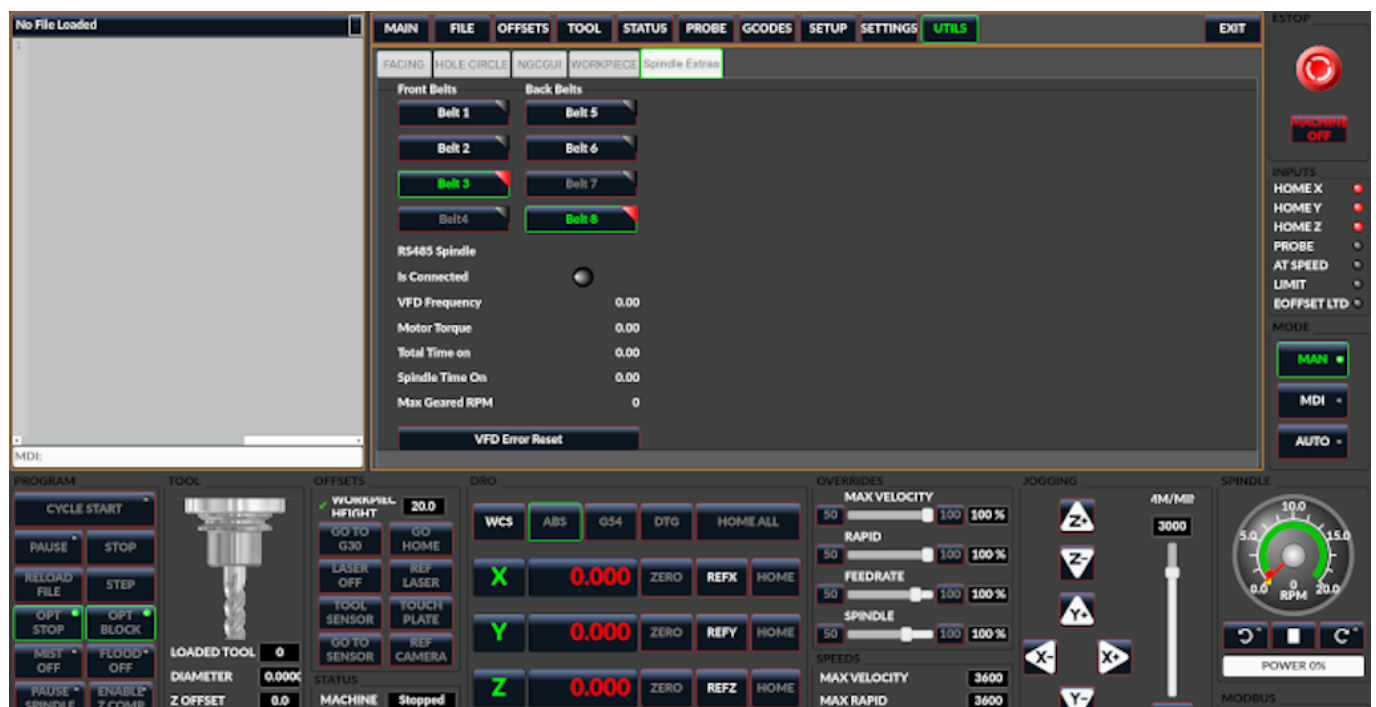 No File Loaded
1
MDI:
MAIN FILE OFFSETS TOOL STATUS PROBE GCODES SETUP SETTINGS UTILS EXIT
FACING HOLE CIRCLE NGCGUI WORKPIECE Spindle Extras
Front Belts Back Belts
Belt 1 Belt 5
Belt 2 Belt 6
Belt 3 Belt 7
Belt4 Belt 8
RS485 Spindle
Is Connected
VFD Frequency 0.00
Motor Torque 0.00
Total Time on 0.00
Spindle Time On 0.00
Max Geared RPM 0
VFD Error Reset
ESTOP
MACHINE
OFF
INPUTS
HOME X
HOME Y
HOME Z
PROBE
AT SPEED
LIMIT
EOFFSET LTD
MODE
MAN
MDI
AUTO
PROGRAM
CYCLE START
PAUSE STOP
RELOAD
FILE
STEP
OPT
STOP
OPT
BLOCK
MIST
OFF
FLOOD
OFF
PAUSE
SPINDLE
ENABLE
Z COMP
TOOL
LOADED TOOL 0
DIAMETER 0.000
Z OFFSET 0.0
OFFSETS
WORKPIEC
HEIGHT
20.0
GO TO
G30
GO
HOME
LASER
OFF
REF
LASER
TOOL
SENSOR
TOUCH
PLATE
GO TO
SENSOR
REF
CAMERA
STATUS
MACHINE Stopped
DRO
WCS ABS G54 DTG HOME ALL
X 0.000 ZERO REFX HOME
Y 0.000 ZERO REFY HOME
Z 0.000 ZERO REFZ HOME
OVERRIDES
MAX VELOCITY
50 100 100 %
RAPID
50 100 100 %
FEEDRATE
50 100 100 %
SPINDLE
50 100 100 %
SPEEDS
MAX VELOCITY 3600
MAX RAPID 3600
JOGGING
Z+
Z-
Y+
X- X+
Y-
3000
SPINDLE
10.0
5.0 15.0
0.0 0 20.0
RPM
POWER 0%
MODBUS